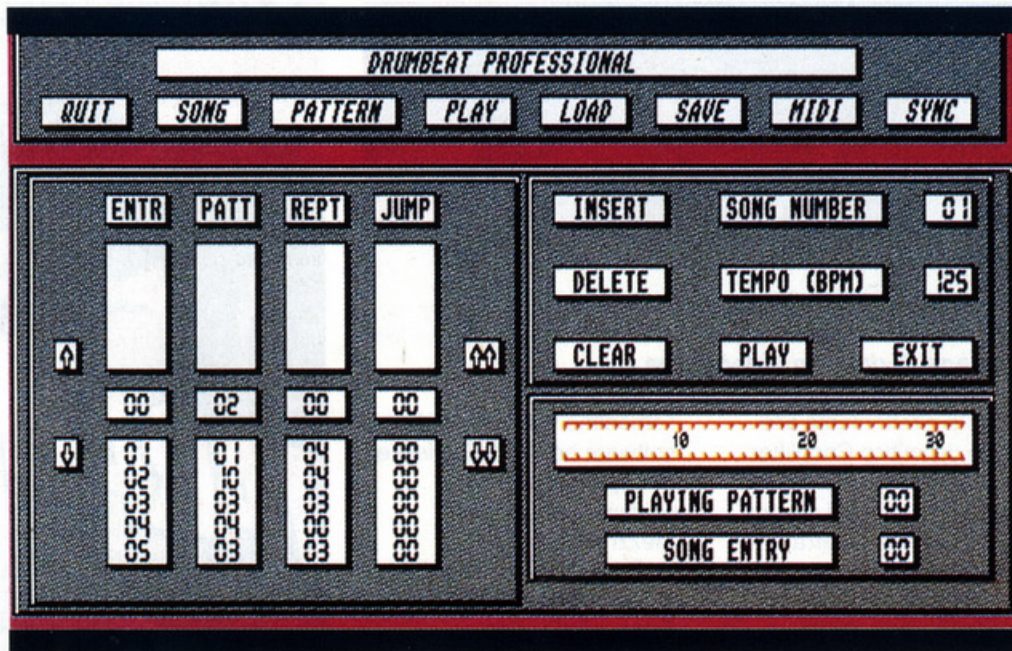 DRUMBEAT PROFESSIONAL
QUIT SONG PATTERN PLAY LOAD SAVE MIDI SYNC
ENTR PATT REPT JUMP
00 02 00 00
01 01 04 00
02 10 04 00
03 03 00
04 04 00
05 03 03 00
INSERT SONG NUMBER 01
DELETE TEMPO (BPM) 125
CLEAR PLAY EXIT
10 20 30
PLAYING PATTERN 00
SONG ENTRY 00